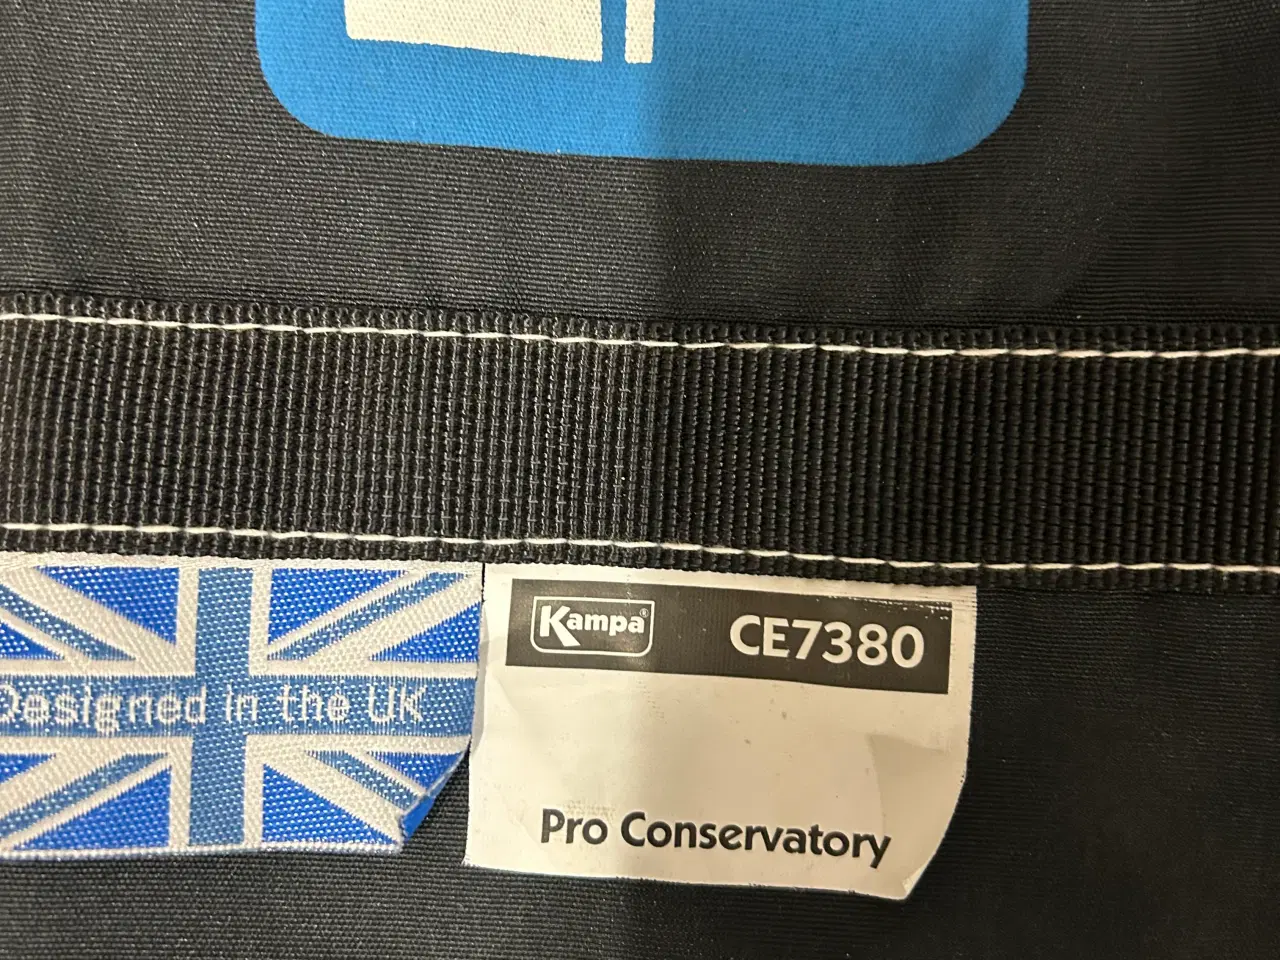 Kampa®
CE7380
Designed in the UK
Pro Conservatory